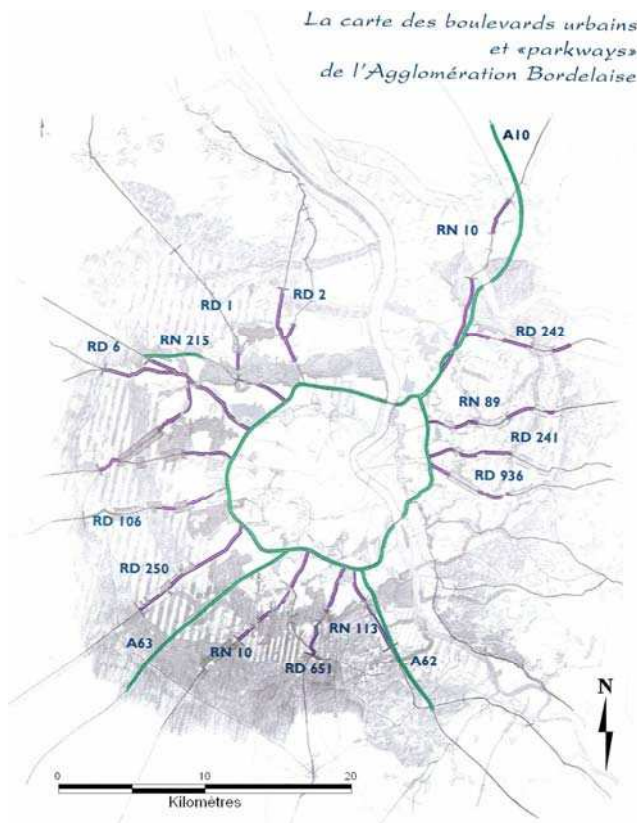 La carte des boulevards urbains
et «parkways»
de l'Agglomération Bordelaise
A10
RN 10
RD 2
RD 1
RD 242
RN 215
RD 6
RN 89
RD 241
RD 936
RD 106
RD 250
RN 113
A63
RN 10
A62
RD 651
N
0 10 20
Kilomètres